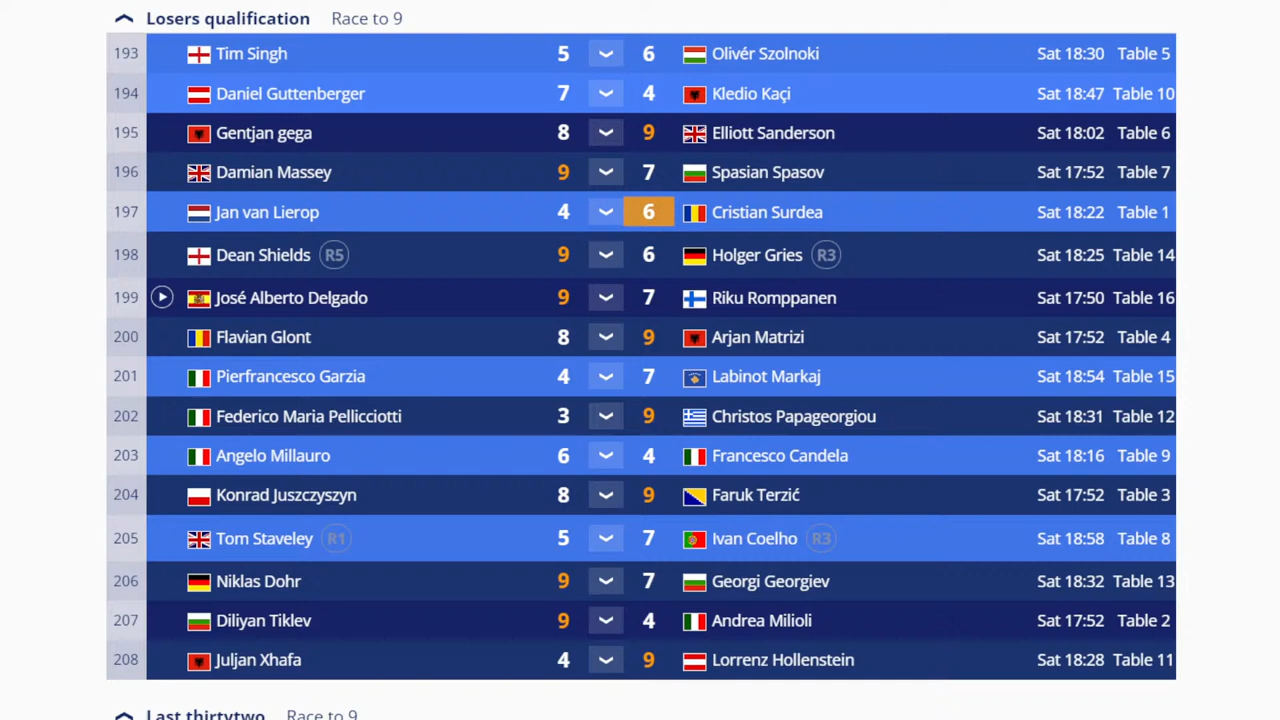 Losers qualification Race to 9
193 Tim Singh 5 6 Olivér Szolnoki Sat 18:30 Table 5
194 Daniel Guttenberger 7 4 Kledio Kaçi Sat 18:47 Table 10
195 Gentjan gega 8 9 Elliott Sanderson Sat 18:02 Table 6
196 Damian Massey 9 7 Spasian Spasov Sat 17:52 Table 7
197 Jan van Lierop 4 6 Cristian Surdea Sat 18:22 Table 1
198 Dean Shields R5 9 6 Holger Gries R3 Sat 18:25 Table 14
199 José Alberto Delgado 9 7 Riku Romppanen Sat 17:50 Table 16
200 Flavian Glont 8 9 Arjan Matrizi Sat 17:52 Table 4
201 Pierfrancesco Garzia 4 7 Labinot Markaj Sat 18:54 Table 15
202 Federico Maria Pellicciotti 3 9 Christos Papageorgiou Sat 18:31 Table 12
203 Angelo Millauro 6 4 Francesco Candela Sat 18:16 Table 9
204 Konrad Juszczyszyn 8 9 Faruk Terzić Sat 17:52 Table 3
205 Tom Staveley R1 5 7 Ivan Coelho R3 Sat 18:58 Table 8
206 Niklas Dohr 9 7 Georgi Georgiev Sat 18:32 Table 13
207 Diliyan Tiklev 9 4 Andrea Milioli Sat 17:52 Table 2
208 Juljan Xhafa 4 9 Lorrenz Hollenstein Sat 18:28 Table 11
Last thirtytwo Race to 9